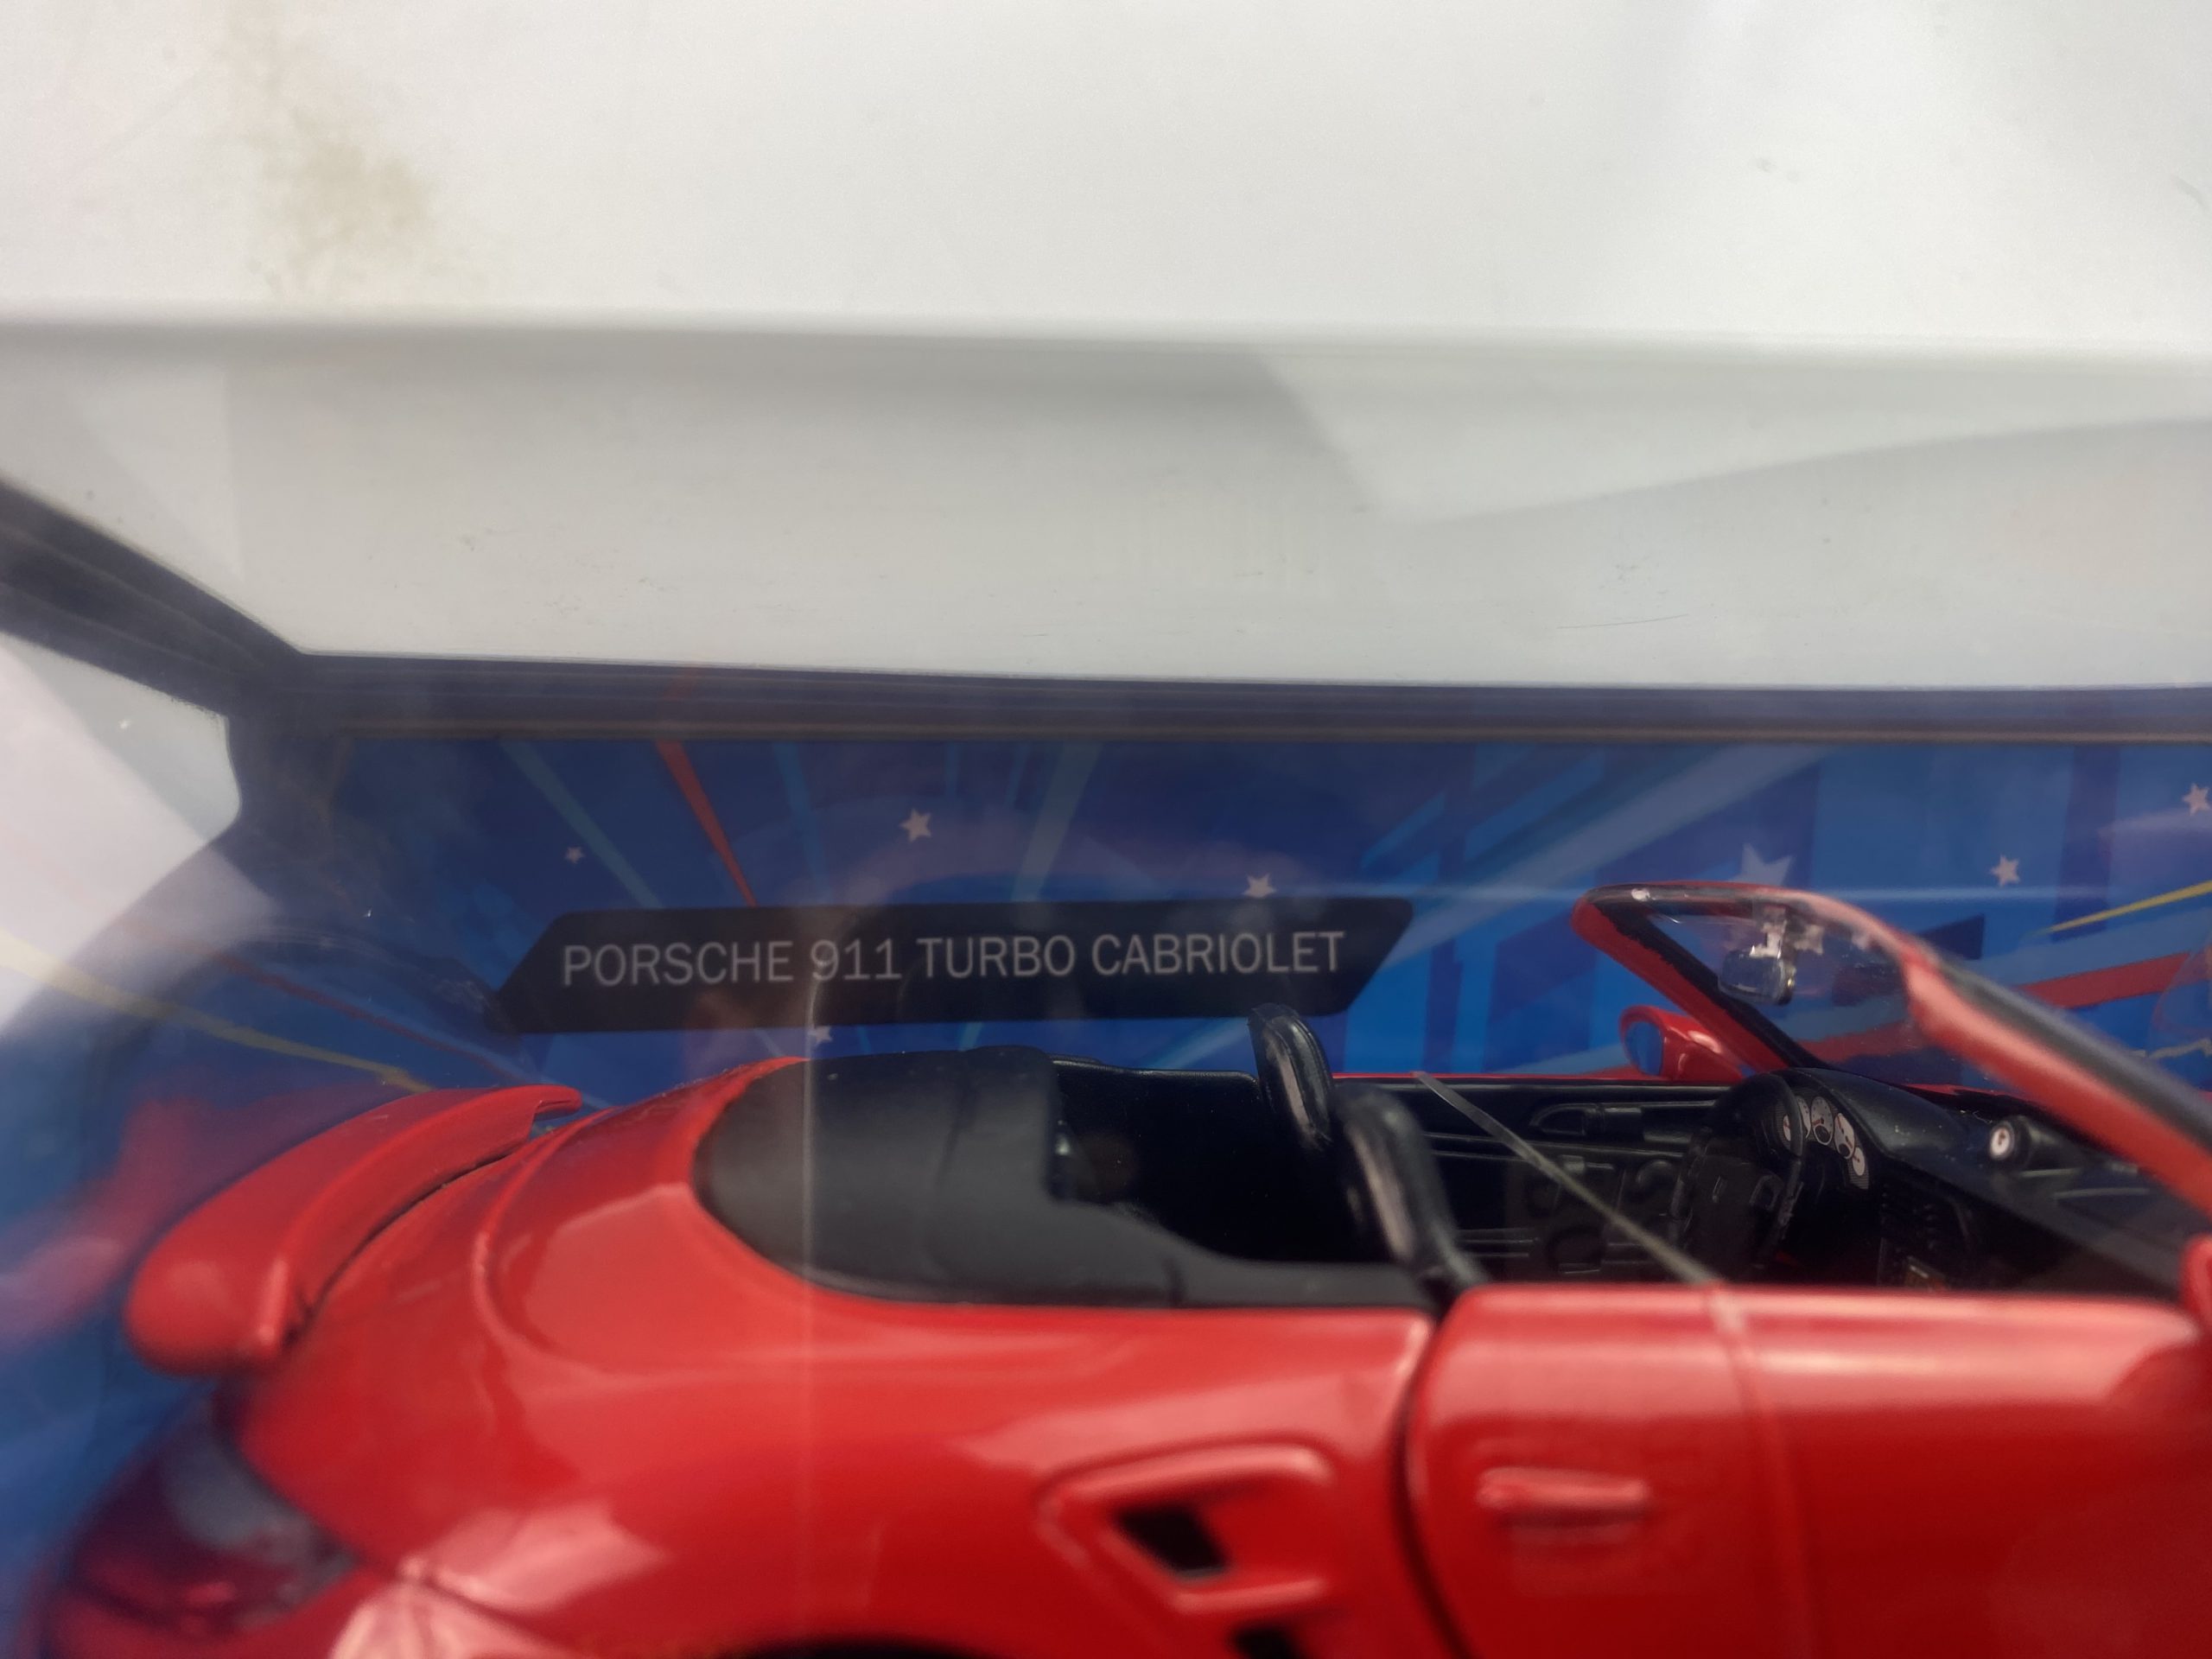 PORSCHE 911 TURBO CABRIOLET